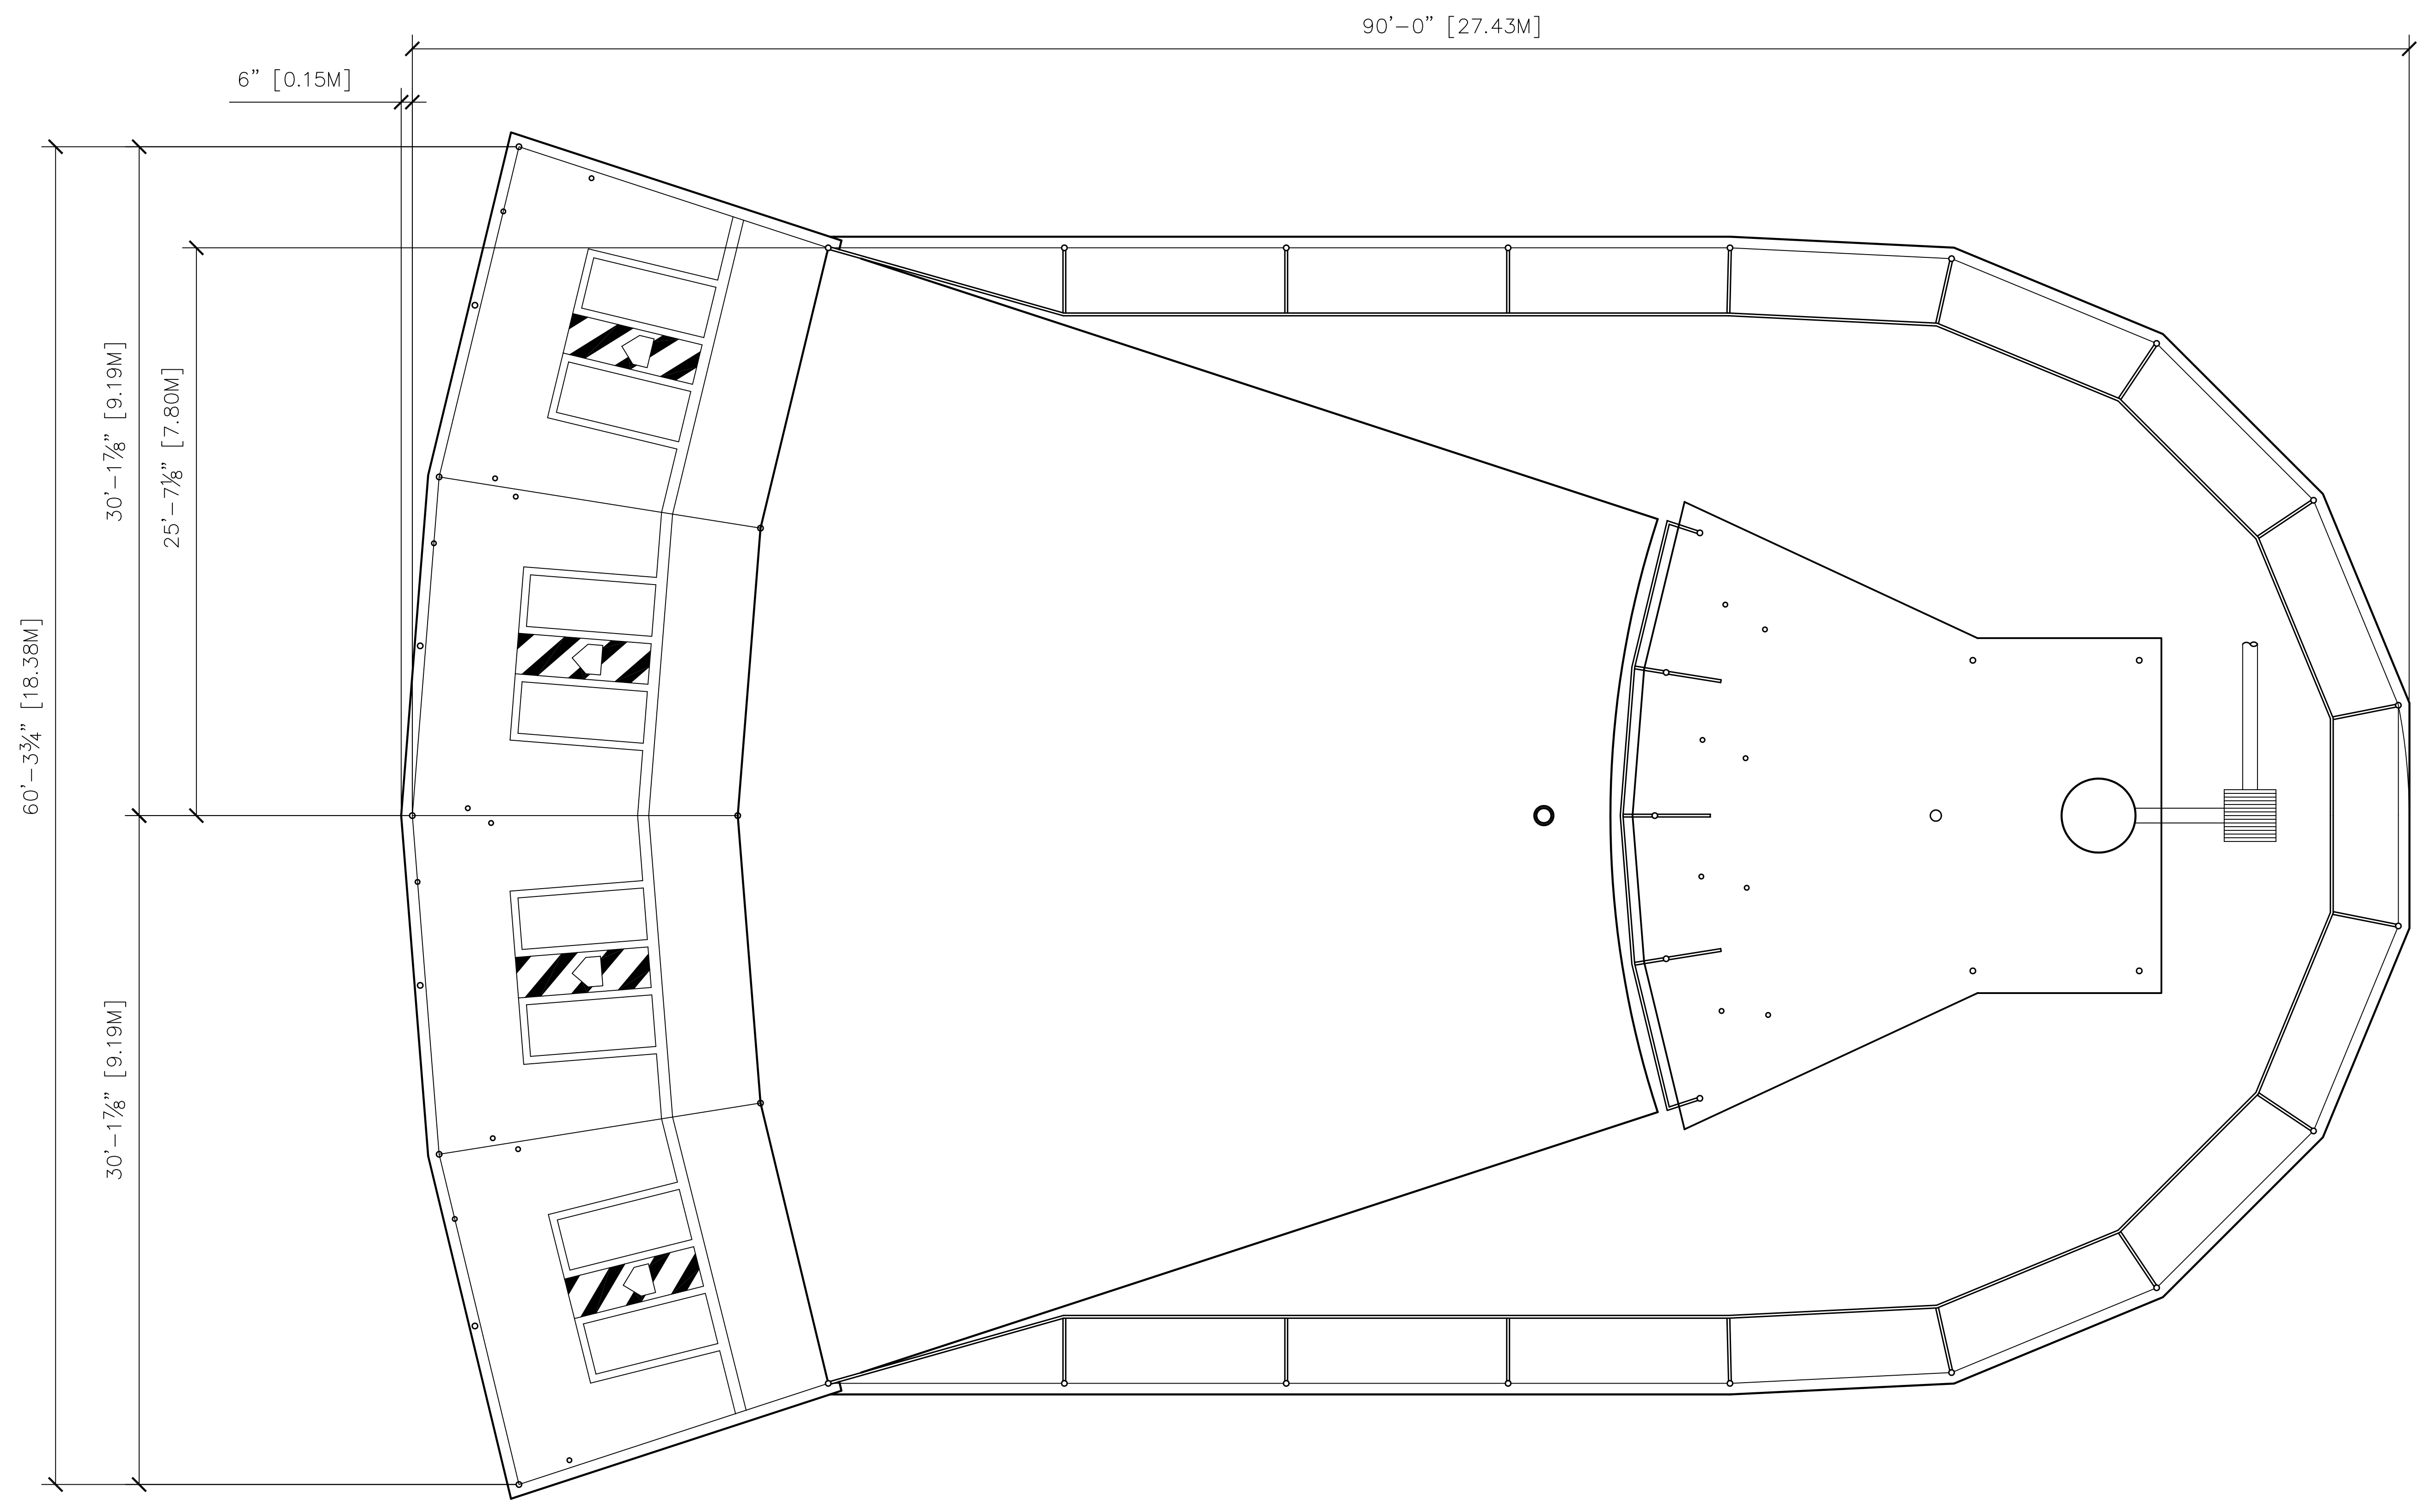 90’-0” [27.43M]
6” [0.15M]
30’-1⅞” [9.19M]
25’-7⅛” [7.80M]
60’-3¾” [18.38M]
30’-1⅞” [9.19M]